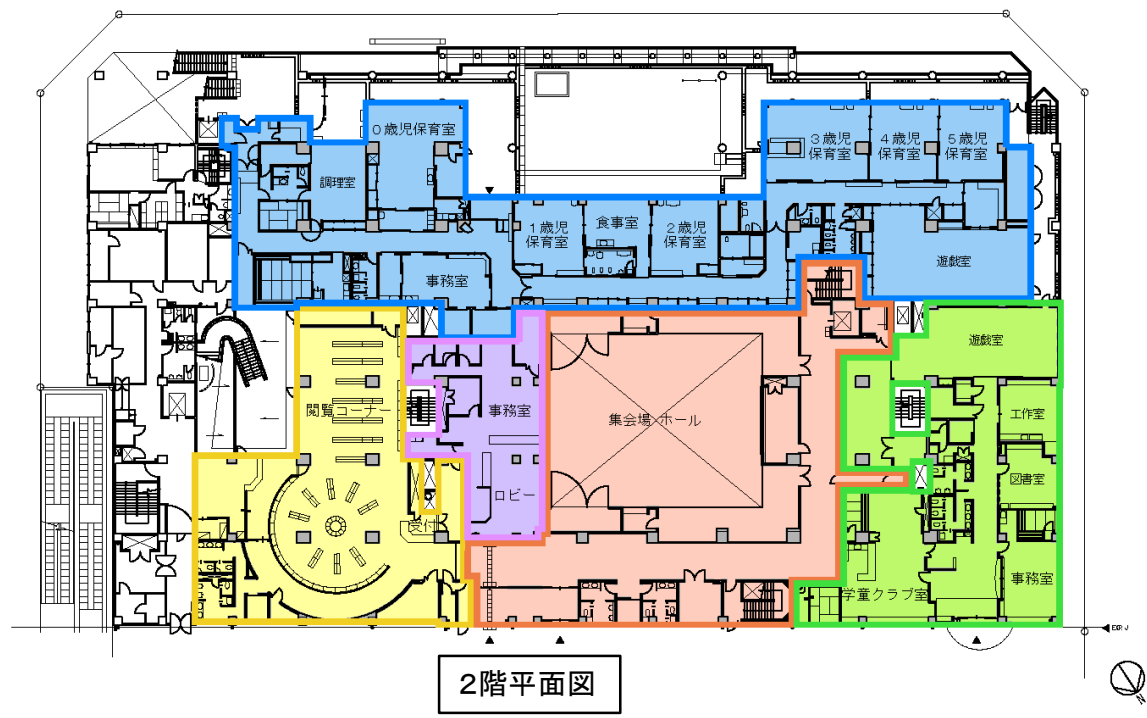 0歳児保育室
3歳児
保育室
4歳児
保育室
5歳児
保育室
調理室
1歳児
保育室
食事室
2歳児
保育室
事務室
遊戯室
遊戯室
閲覧コーナー
事務室
集会場 ホール
工作室
図書室
ロビー
受付
学童クラブ室
事務室
EXP.J
N
2階平面図